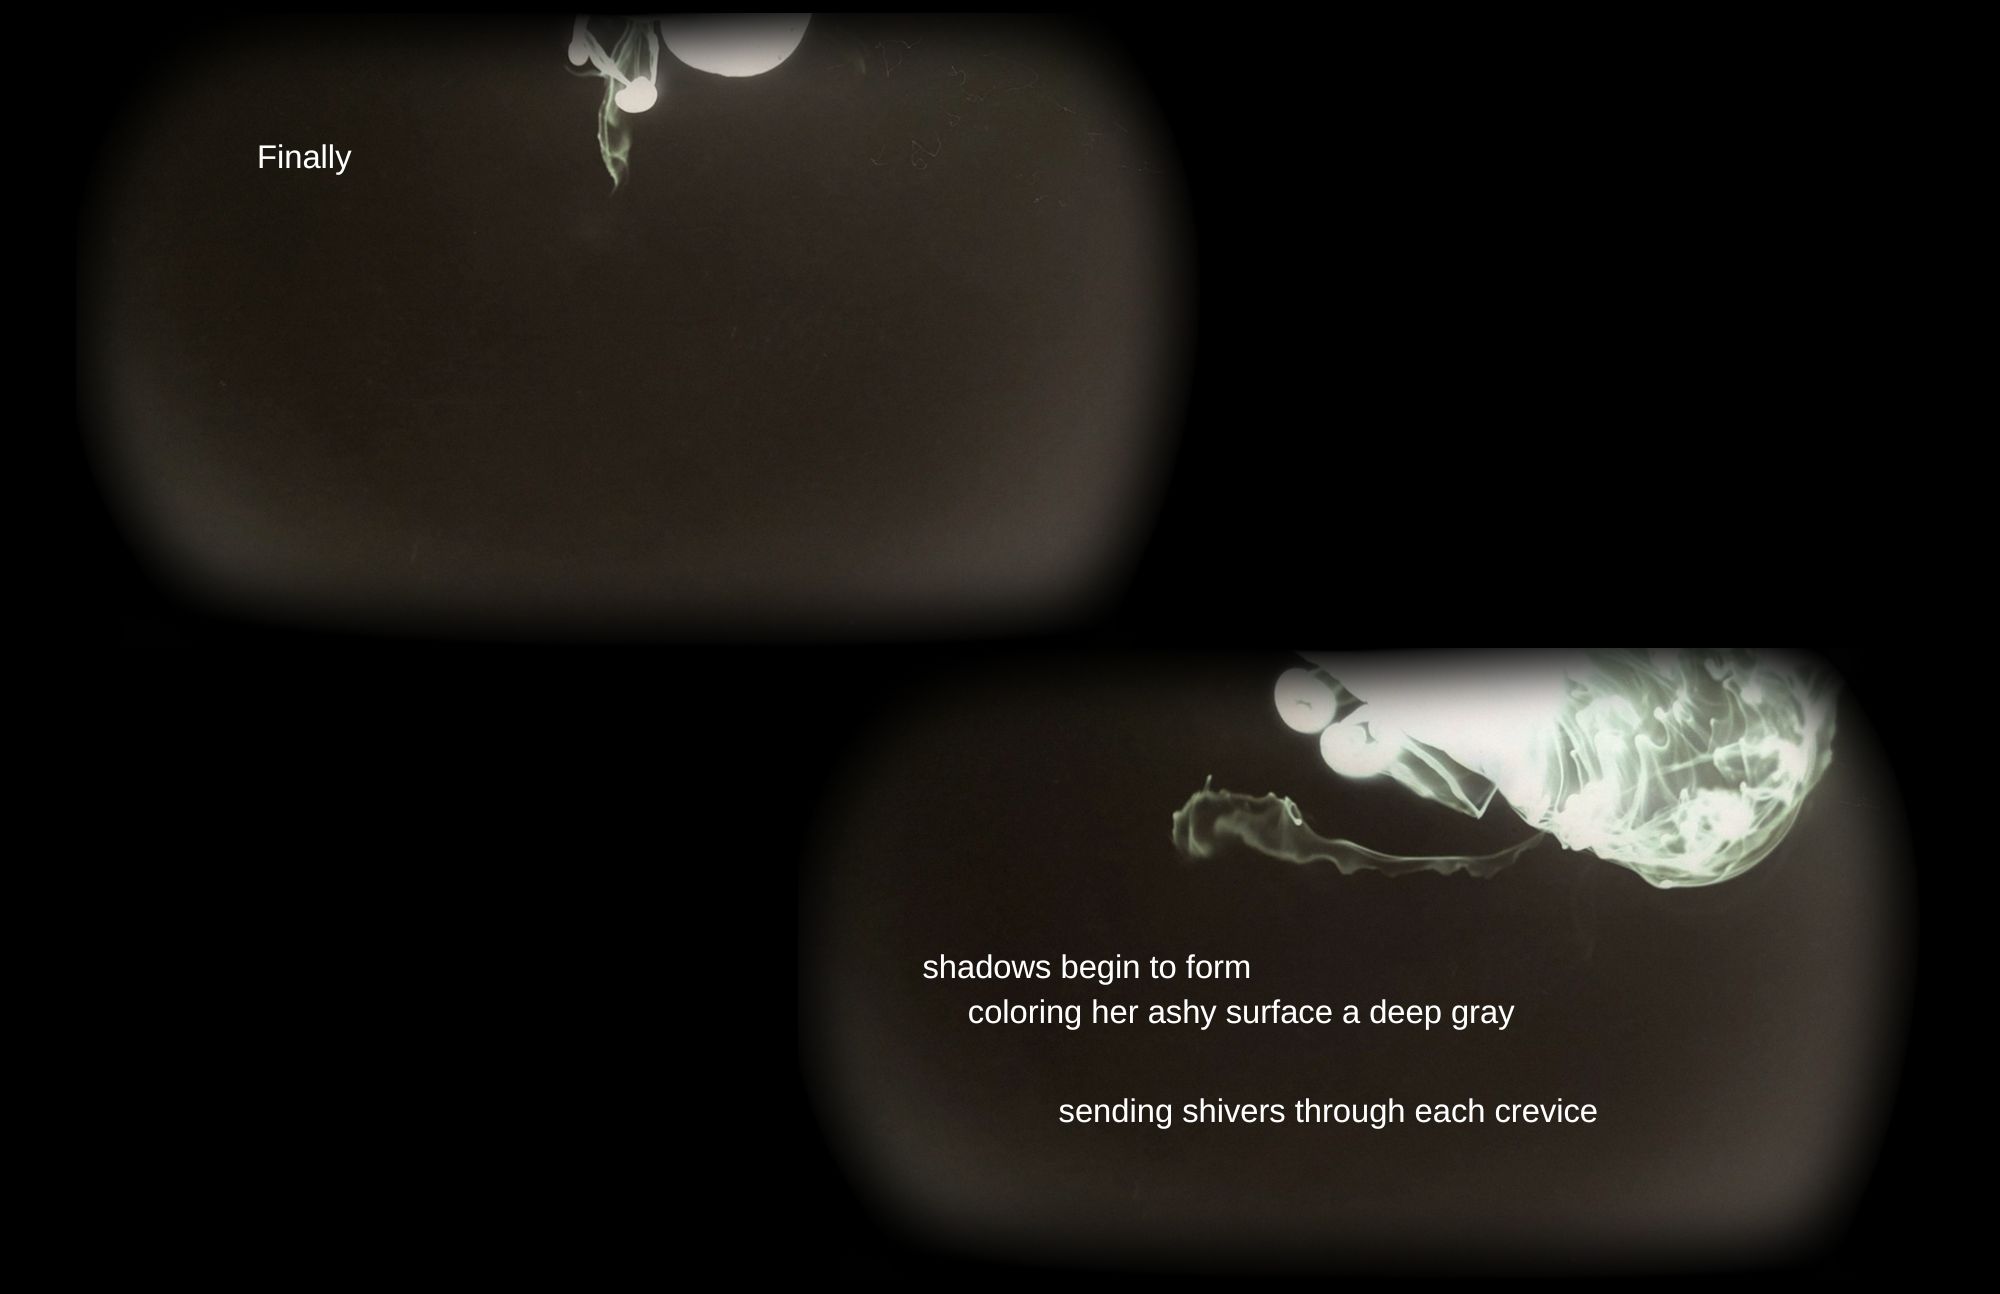 Finally
shadows begin to form
coloring her ashy surface a deep gray
sending shivers through each crevice